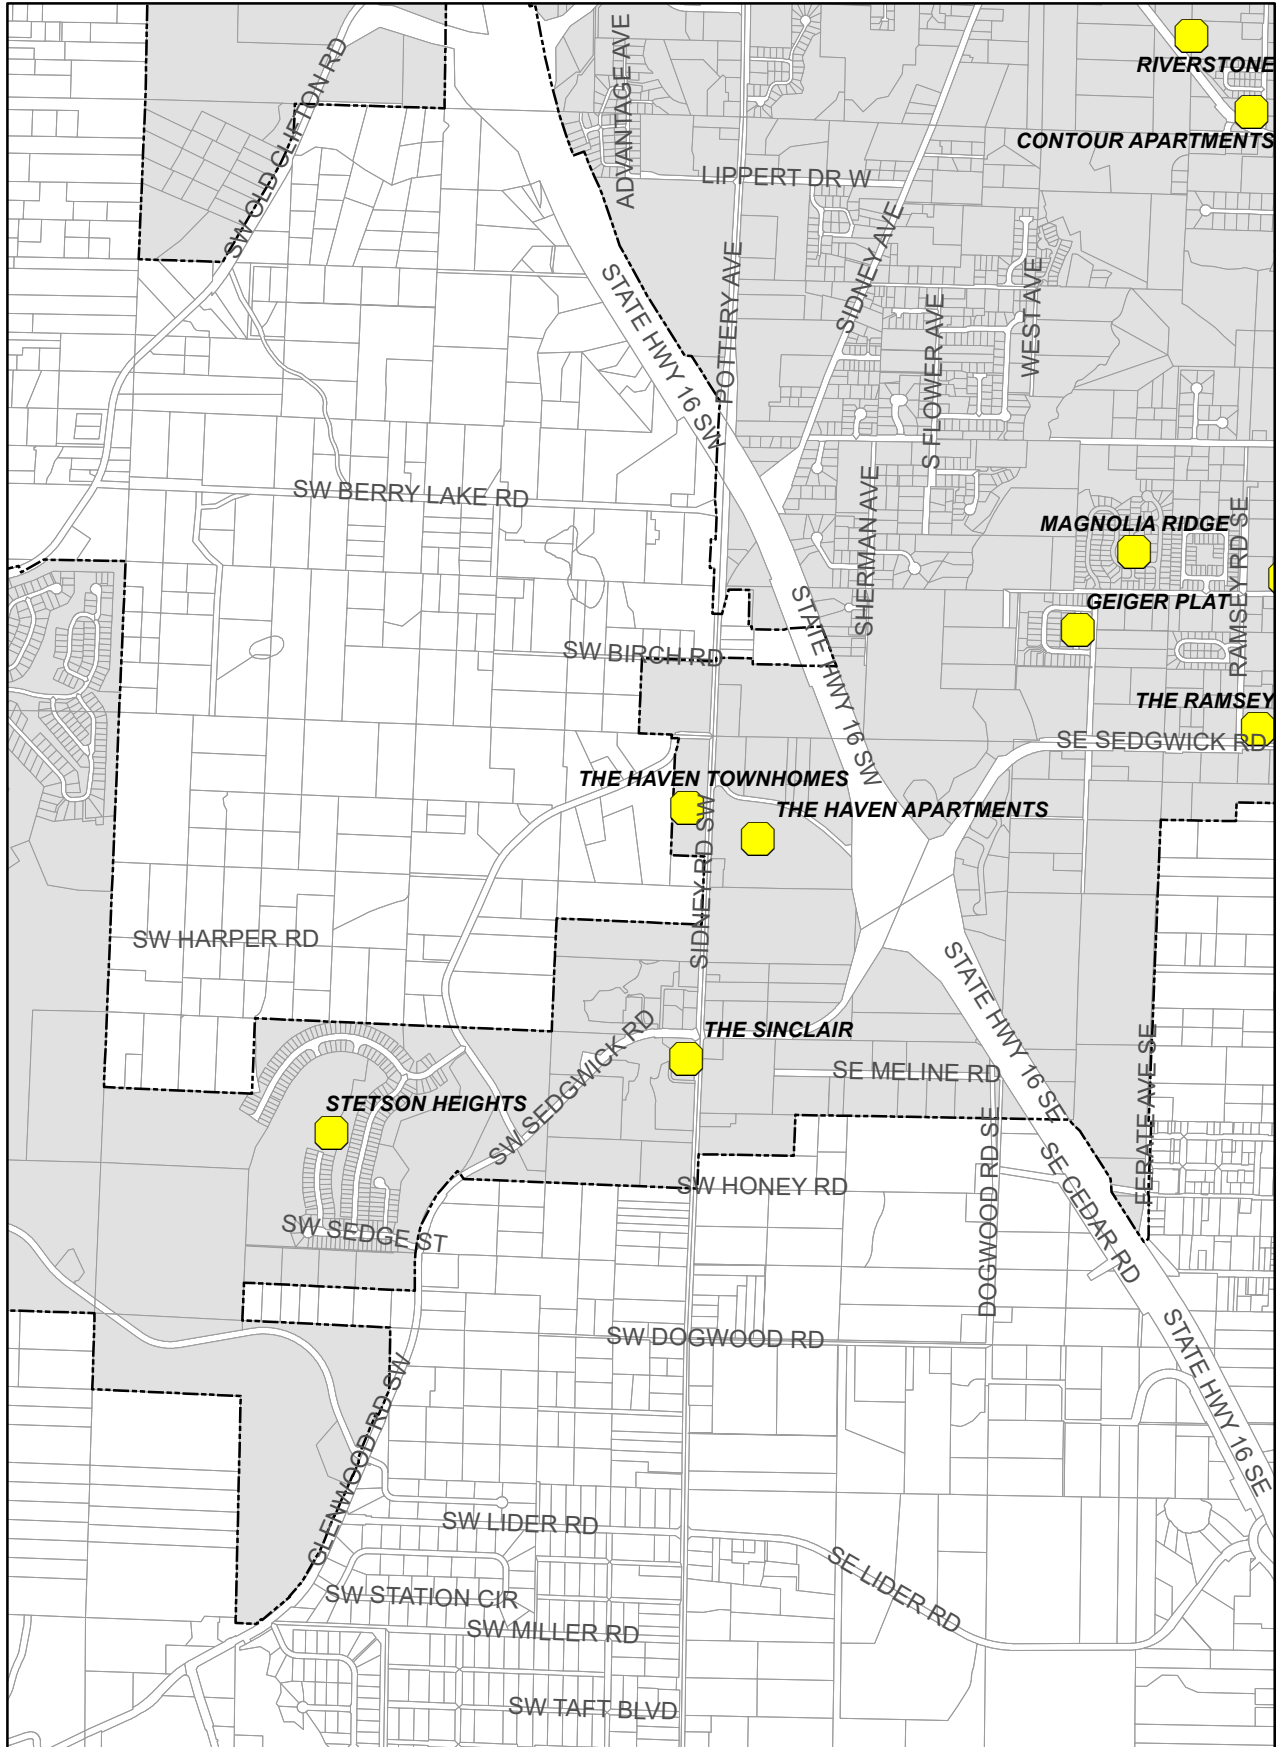 RIVERSTONE
CONTOUR APARTMENTS
ADVANTAGE AVE
SW OLD CLIFTON RD
LIPPERT DR W
SIDNEY AVE
POTTERY AVE
WEST AVE
STATE HWY 16 SW
S FLOWER AVE
SW BERRY LAKE RD
SHERMAN AVE
MAGNOLIA RIDGE
RAMSEY RD SE
GEIGER PLAT
STATE HWY 16 SW
SW BIRCH RD
THE RAMSEY
SE SEDGWICK RD
THE HAVEN TOWNHOMES
THE HAVEN APARTMENTS
SIDNEY RD SW
SW HARPER RD
STATE HWY 16 SE
SW SEDGWICK RD
THE SINCLAIR
SE MELINE RD
STETSON HEIGHTS
FERATE AVE SE
DOGWOOD RD SE
SE CEDAR RD
SW HONEY RD
SW SEDGE ST
SW DOGWOOD RD
STATE HWY 16 SE
GLENWOOD RD SW
SW LIDER RD
SE LIDER RD
SW STATION CIR
SW MILLER RD
SW TAFT BLVD